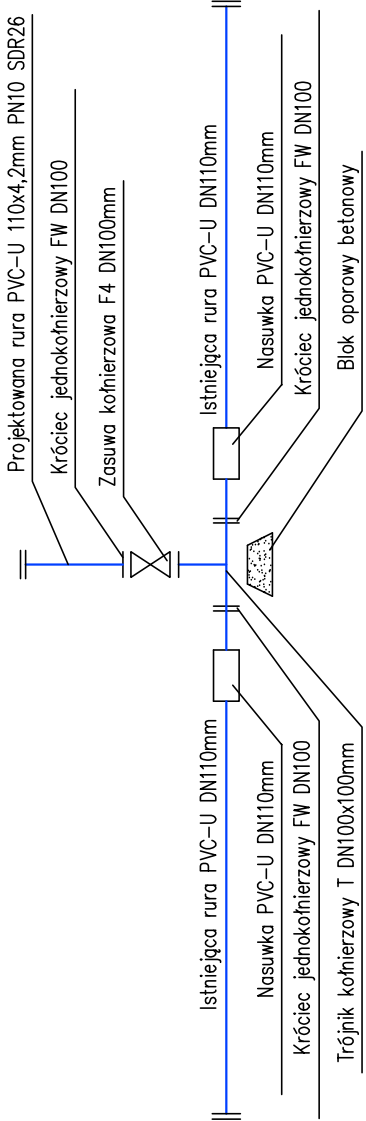 Projektowana rura PVC-U 110x4,2mm PN10 SDR26
Króciec jednokołnierzowy FW DN100
Zasuwa kołnierzowa F4 DN100mm
Istniejąca rura PVC-U DN110mm
Nasuwka PVC-U DN110mm
Króciec jednokołnierzowy FW DN100
Trójnik kołnierzowy T DN100x100mm
Istniejąca rura PVC-U DN110mm
Nasuwka PVC-U DN110mm
Króciec jednokołnierzowy FW DN100
Blok oporowy betonowy